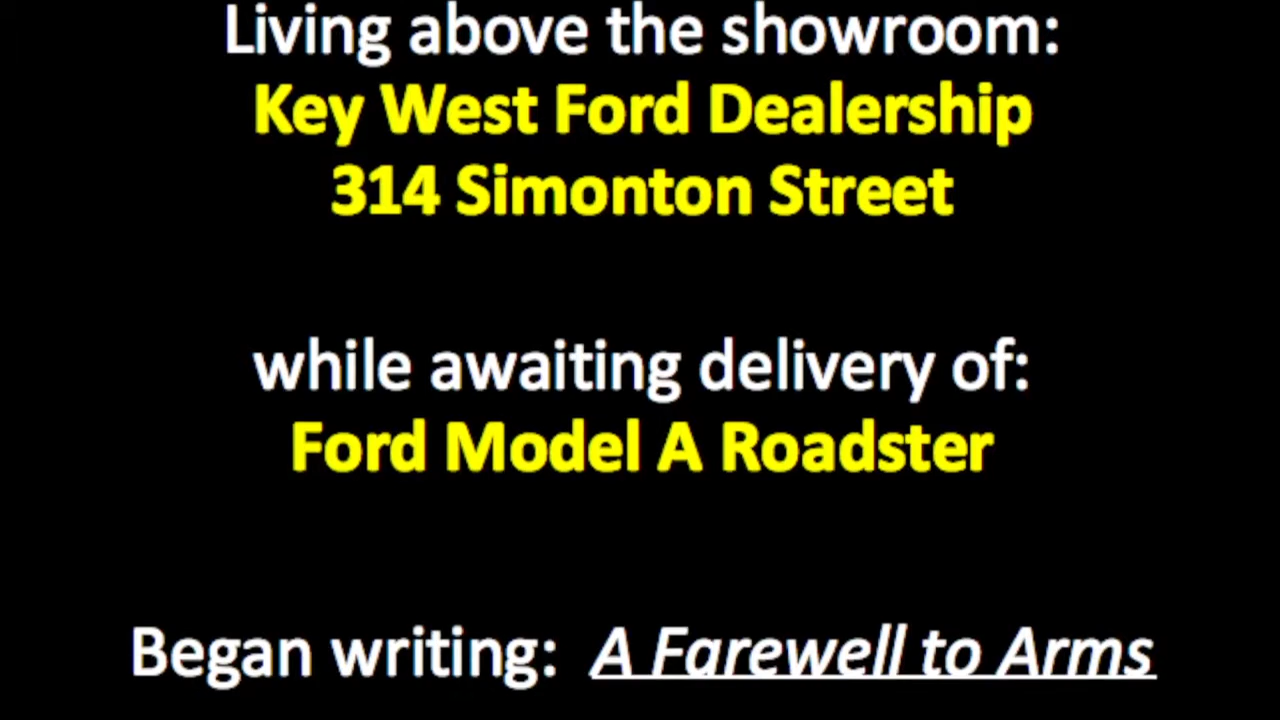 Living above the showroom:
Key West Ford Dealership
314 Simonton Street
while awaiting delivery of:
Ford Model A Roadster
Began writing: A Farewell to Arms